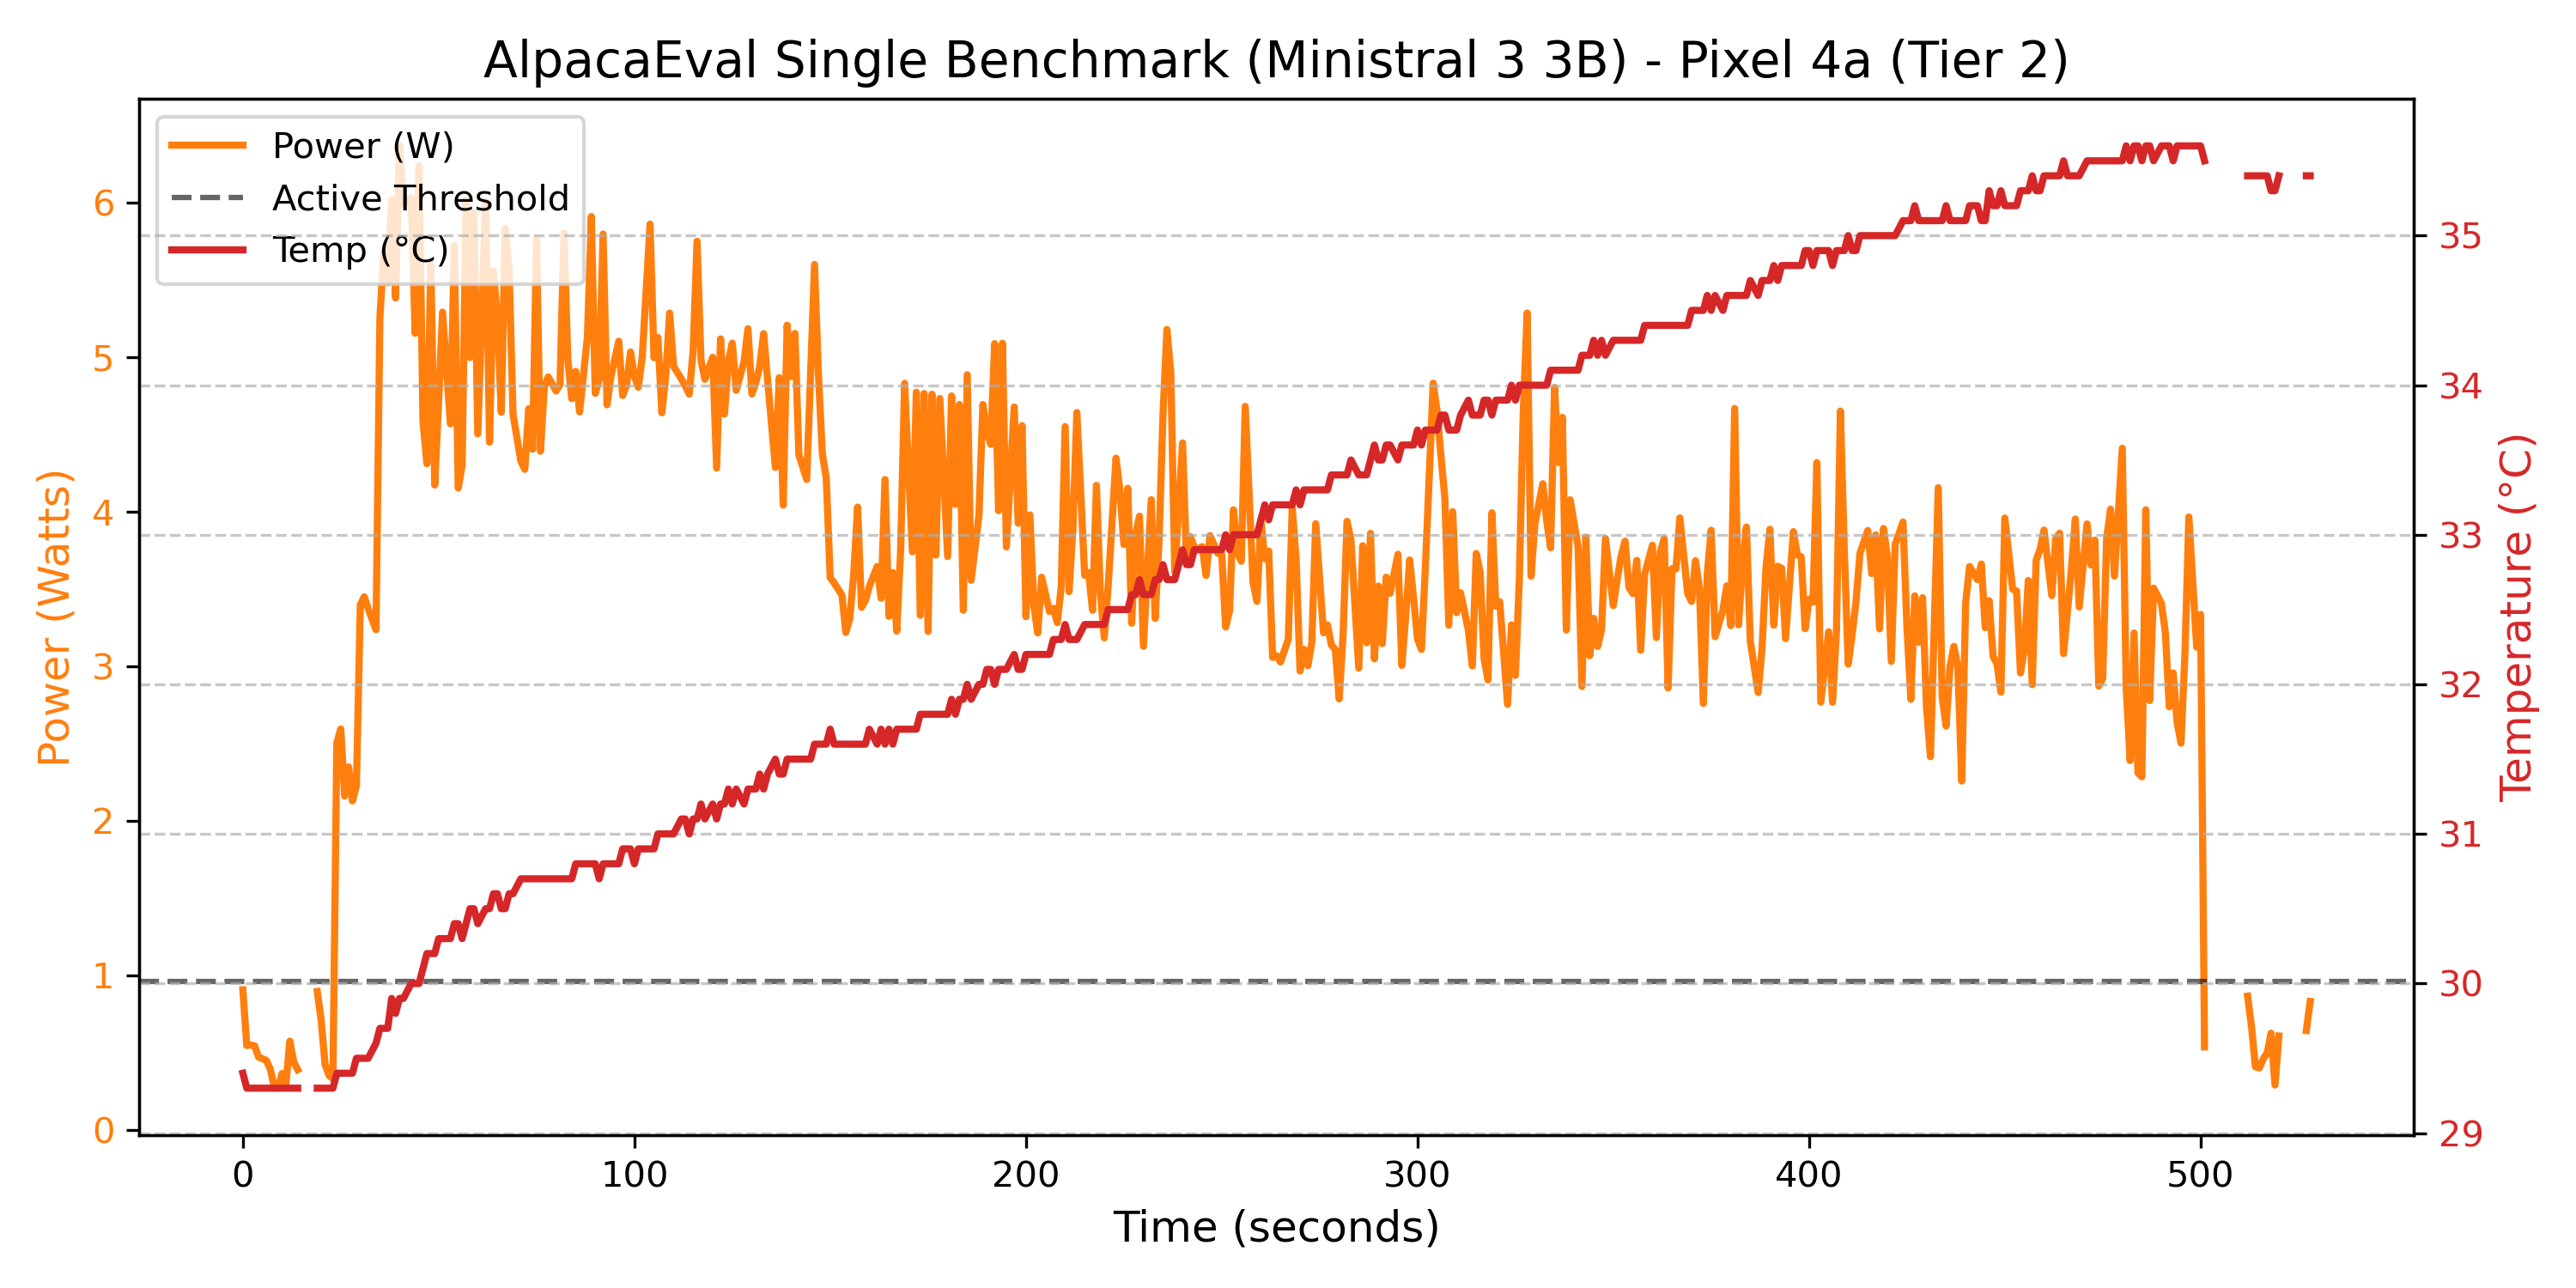 AlpacaEval Single Benchmark (Ministral 3 3B) - Pixel 4a (Tier 2)
Power (W)
Active Threshold
Temp (°C)
Power (Watts)
6
5
4
3
2
1
0
35
34
33
32
31
30
29
Temperature (°C)
0 100 200 300 400 500
Time (seconds)